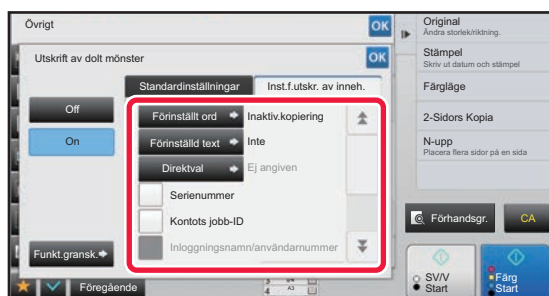 Övrigt
OK
Utskrift av dolt mönster
OK
Standardinställningar
Inst.f.utskr. av inneh.
Off
On
Förinställt ord
Inaktiv.kopiering
Förinställd text
Inte
Direktval
Ej angiven
Serienummer
Kontots jobb-ID
Inloggningsnamn/användarnummer
Funkt.gransk.
Föregående
A3
Original
Ändra storlek/riktning.
Stämpel
Skriv ut datum och stämpel
Färgläge
2-Sidors Kopia
N-upp
Placera flera sidor på en sida
Förhandsgr.
CA
SV/V
Start
Färg
Start